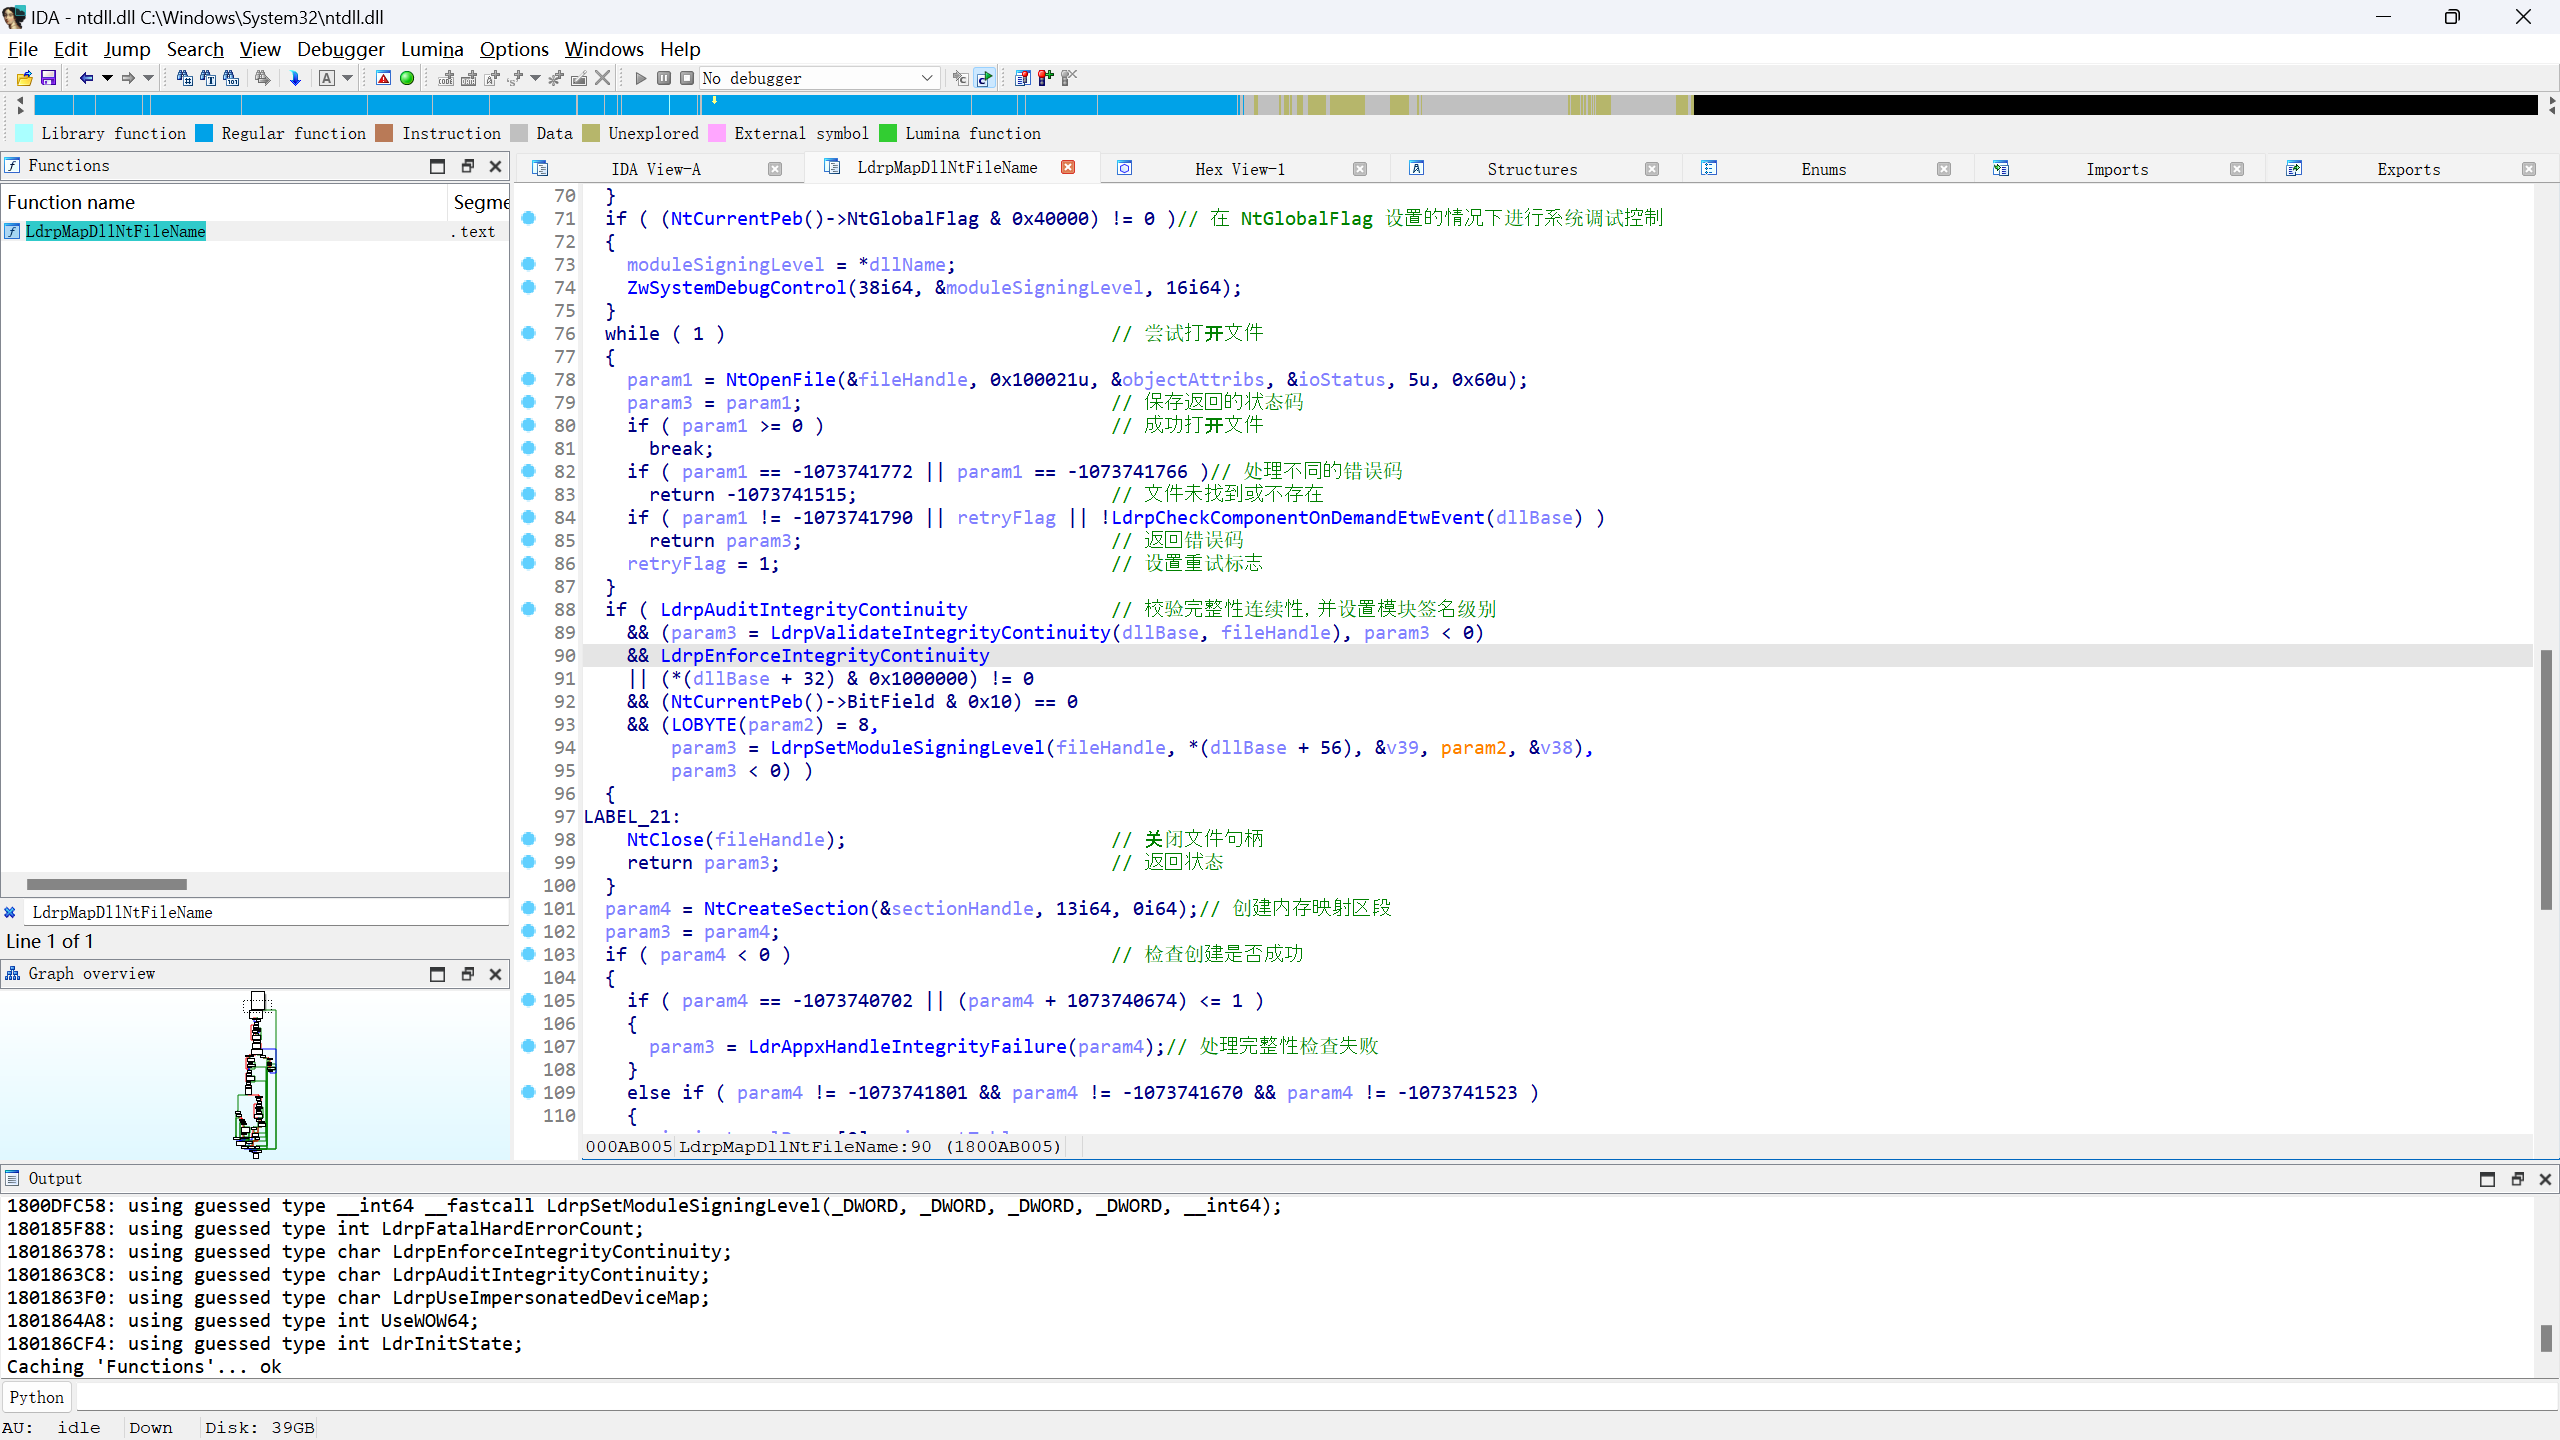 IDA - ntdll.dll C:\Windows\System32\ntdll.dll
File Edit Jump Search View Debugger Lumina Options Windows Help
No debugger
Library function Regular function Instruction Data Unexplored External symbol Lumina function
Functions
IDA View-A LdrpMapDllNtFileName Hex View-1 Structures Enums Imports Exports
Function name Segme
LdrpMapDllNtFileName .text
LdrpMapDllNtFileName
Line 1 of 1
Graph overview
70 }
71 if ( (NtCurrentPeb()->NtGlobalFlag & 0x40000) != 0 )// 在 NtGlobalFlag 设置的情况下进行系统调试控制
72 {
73 moduleSigningLevel = *dllName;
74 ZwSystemDebugControl(38i64, &moduleSigningLevel, 16i64);
75 }
76 while ( 1 ) // 尝试打开文件
77 {
78 param1 = NtOpenFile(&fileHandle, 0x100021u, &objectAttribs, &ioStatus, 5u, 0x60u);
79 param3 = param1; // 保存返回的状态码
80 if ( param1 >= 0 ) // 成功打开文件
81 break;
82 if ( param1 == -1073741772 || param1 == -1073741766 )// 处理不同的错误码
83 return -1073741515; // 文件未找到或不存在
84 if ( param1 != -1073741790 || retryFlag || !LdrpCheckComponentOnDemandEtwEvent(dllBase) )
85 return param3; // 返回错误码
86 retryFlag = 1; // 设置重试标志
87 }
88 if ( LdrpAuditIntegrityContinuity // 校验完整性连续性, 并设置模块签名级别
89 && (param3 = LdrpValidateIntegrityContinuity(dllBase, fileHandle), param3 < 0)
90 && LdrpEnforceIntegrityContinuity
91 || (*(dllBase + 32) & 0x1000000) != 0
92 && (NtCurrentPeb()->BitField & 0x10) == 0
93 && (LOBYTE(param2) = 8,
94 param3 = LdrpSetModuleSigningLevel(fileHandle, *(dllBase + 56), &v39, param2, &v38),
95 param3 < 0) )
96 {
97 LABEL_21:
98 NtClose(fileHandle); // 关闭文件句柄
99 return param3; // 返回状态
100 }
101 param4 = NtCreateSection(&sectionHandle, 13i64, 0i64);// 创建内存映射区段
102 param3 = param4;
103 if ( param4 < 0 ) // 检查创建是否成功
104 {
105 if ( param4 == -1073740702 || (param4 + 1073740674) <= 1 )
106 {
107 param3 = LdrAppxHandleIntegrityFailure(param4);// 处理完整性检查失败
108 }
109 else if ( param4 != -1073741801 && param4 != -1073741670 && param4 != -1073741523 )
110 {
000AB005 LdrpMapDllNtFileName:90 (1800AB005)
Output
1800DFC58: using guessed type __int64 __fastcall LdrpSetModuleSigningLevel(_DWORD, _DWORD, _DWORD, _DWORD, __int64);
180185F88: using guessed type int LdrpFatalHardErrorCount;
180186378: using guessed type char LdrpEnforceIntegrityContinuity;
1801863C8: using guessed type char LdrpAuditIntegrityContinuity;
1801863F0: using guessed type char LdrpUseImpersonatedDeviceMap;
1801864A8: using guessed type int UseWOW64;
180186CF4: using guessed type int LdrInitState;
Caching 'Functions'... ok
Python
AU: idle Down Disk: 39GB